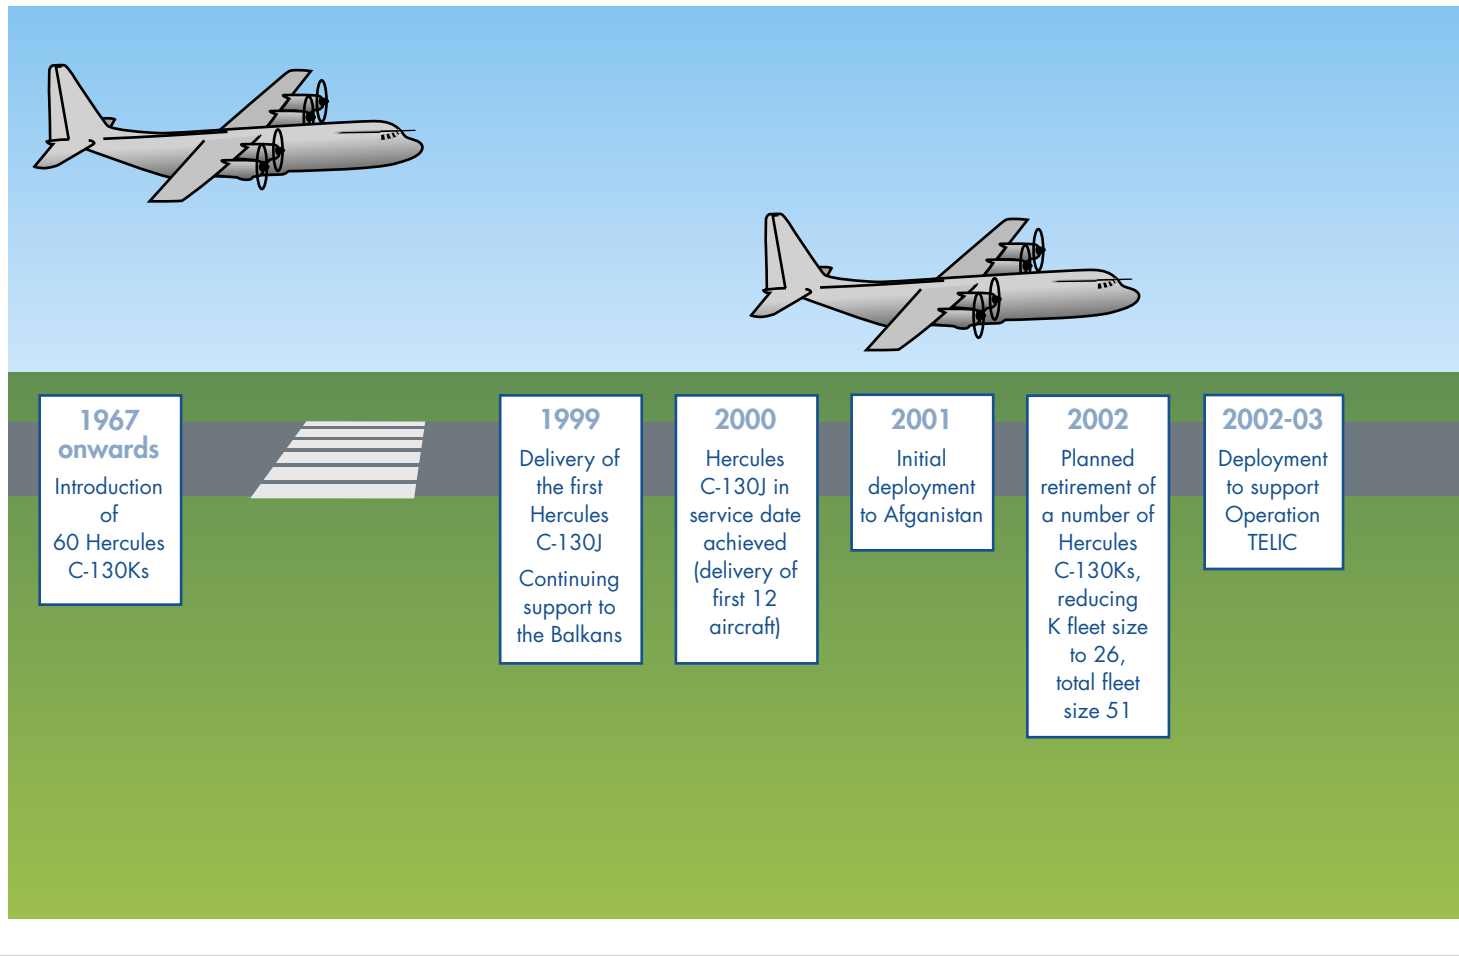 1967
onwards
Introduction
of
60 Hercules
C-130Ks
1999
Delivery of
the first
Hercules
C-130J
Continuing
support to
the Balkans
2000
Hercules
C-130J in
service date
achieved
(delivery of
first 12
aircraft)
2001
Initial
deployment
to Afganistan
2002
Planned
retirement of
a number of
Hercules
C-130Ks,
reducing
K fleet size
to 26,
total fleet
size 51
2002-03
Deployment
to support
Operation
TELIC